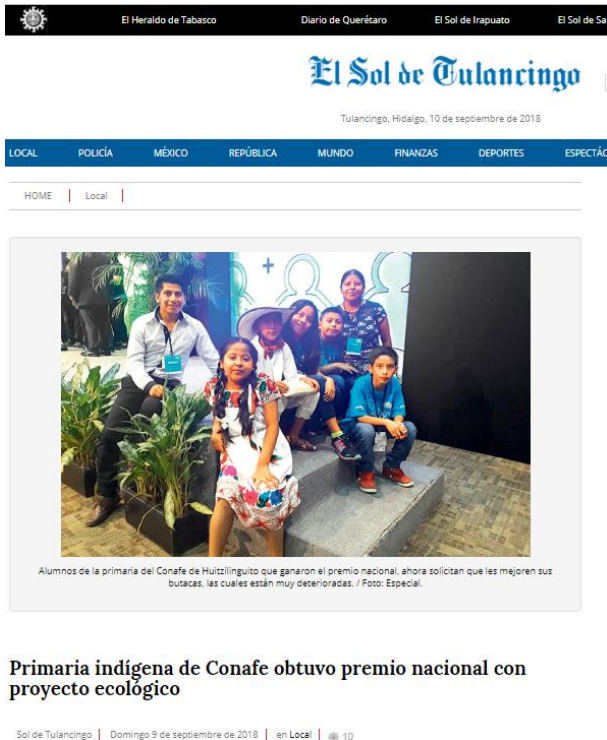 El Heraldo de Tabasco Diario de Querétaro El Sol de Irapuato El Sol de Sa
El Sol de Tulancingo
Tulancingo, Hidalgo, 10 de septiembre de 2018
LOCAL POLICÍA MÉXICO REPÚBLICA MUNDO FINANZAS DEPORTES ESPECTÁC
HOME Local
Alumnos de la primaria del Conafe de Huitzilinguito que ganaron el premio nacional, ahora solicitan que les mejoren sus
butacas, las cuales están muy deterioradas. / Foto: Especial.
Primaria indígena de Conafe obtuvo premio nacional con
proyecto ecológico
Sol de Tulancingo Domingo 9 de septiembre de 2018 en Local 10